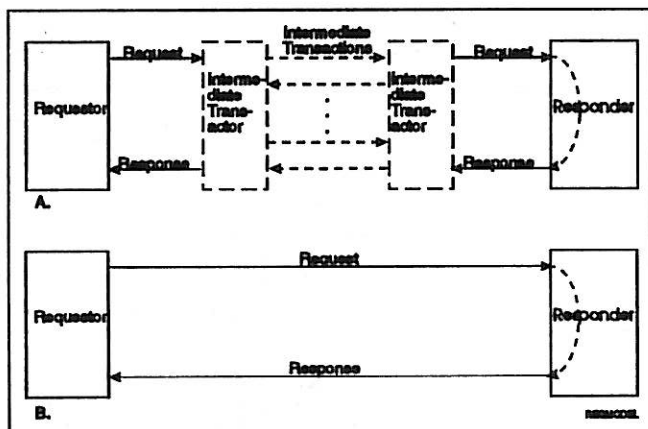 Intermediate
Transactions
Request
Request
Interme-
diate
Trans-
actor
Interme-
diate
Trans-
actor
Requestor
Responder
Response
Response
A.
Request
Requestor
Responder
Response
B.